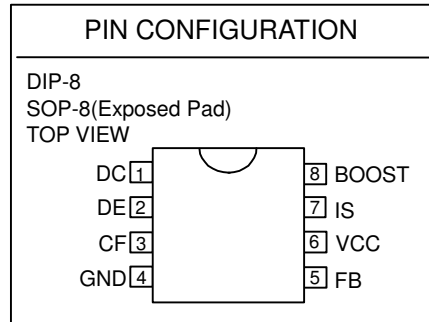 PIN CONFIGURATION
DIP-8
SOP-8(Exposed Pad)
TOP VIEW
DC 1 8 BOOST
DE 2 7 IS
CF 3 6 VCC
GND 4 5 FB